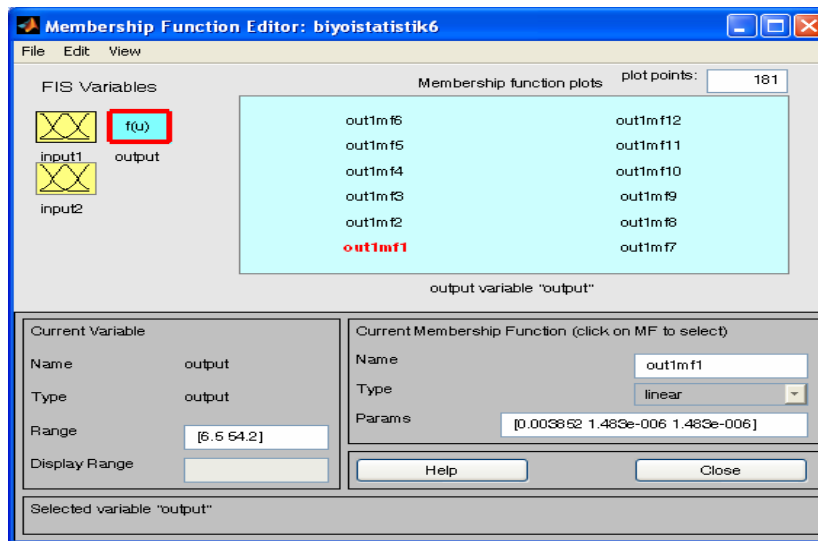 Membership Function Editor: biyoistatistik6
File Edit View
FIS Variables
Membership function plots
plot points:
181
f(u)
input1
output
input2
out1mf6
out1mf12
out1mf5
out1mf11
out1mf4
out1mf10
out1mf3
out1mf9
out1mf2
out1mf8
out1mf1
out1mf7
output variable "output"
Current Variable
Name output
Type output
Range [6.5 54.2]
Display Range
Current Membership Function (click on MF to select)
Name out1mf1
Type linear
Params [0.003852 1.483e-006 1.483e-006]
Help
Close
Selected variable "output"